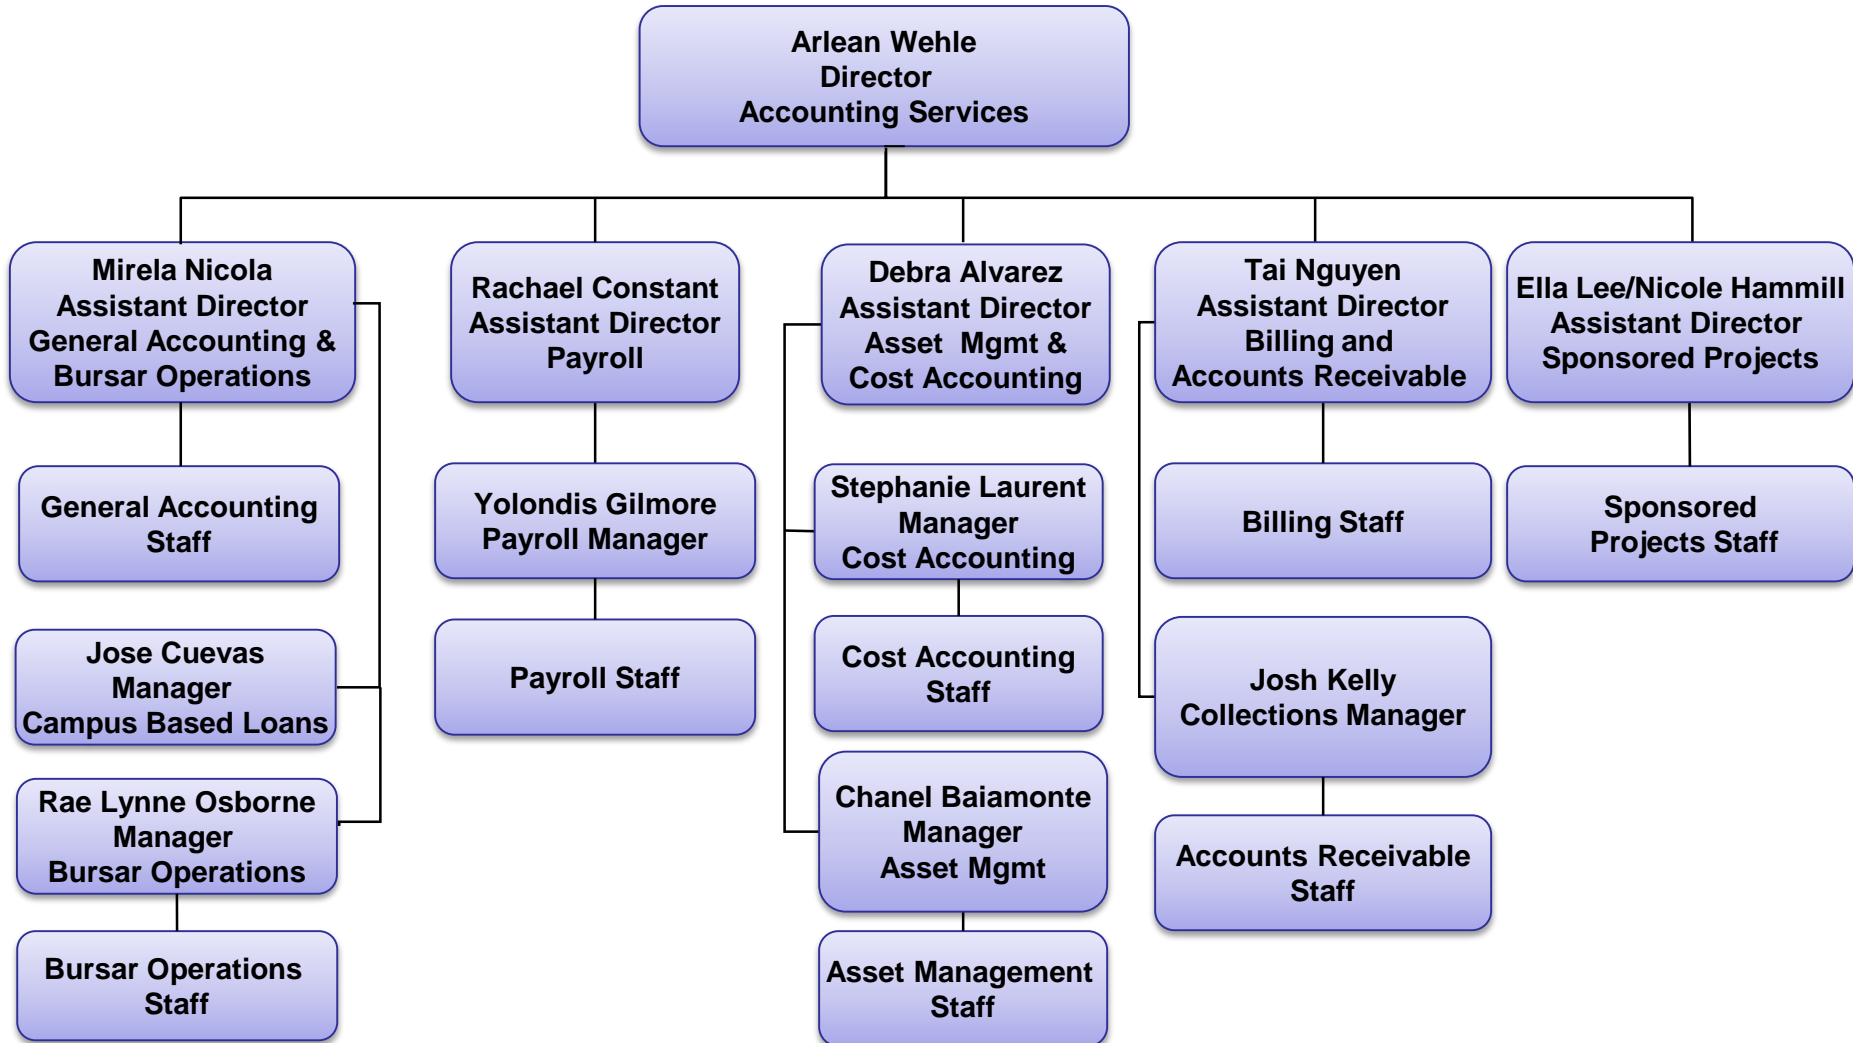 Arlean Wehle
Director
Accounting Services
Mirela Nicola
Assistant Director
General Accounting &
Bursar Operations
Rachael Constant
Assistant Director
Payroll
Debra Alvarez
Assistant Director
Asset Mgmt &
Cost Accounting
Tai Nguyen
Assistant Director
Billing and
Accounts Receivable
Ella Lee/Nicole Hammill
Assistant Director
Sponsored Projects
General Accounting
Staff
Yolondis Gilmore
Payroll Manager
Stephanie Laurent
Manager
Cost Accounting
Billing Staff
Sponsored
Projects Staff
Jose Cuevas
Manager
Campus Based Loans
Payroll Staff
Cost Accounting
Staff
Josh Kelly
Collections Manager
Rae Lynne Osborne
Manager
Bursar Operations
Chanel Baiamonte
Manager
Asset Mgmt
Accounts Receivable
Staff
Bursar Operations
Staff
Asset Management
Staff